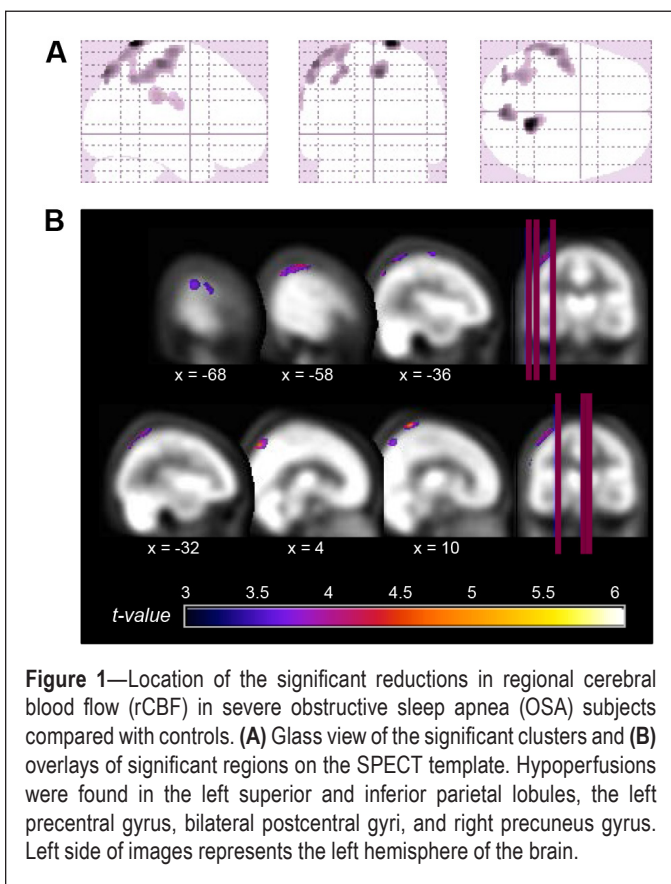 A
B
x = -68
x = -58
x = -36
x = -32
x = 4
x = 10
3 3.5 4 4.5 5 5.5 6
t-value
Figure 1—Location of the significant reductions in regional cerebral
blood flow (rCBF) in severe obstructive sleep apnea (OSA) subjects
compared with controls. (A) Glass view of the significant clusters and (B)
overlays of significant regions on the SPECT template. Hypoperfusions
were found in the left superior and inferior parietal lobules, the left
precentral gyrus, bilateral postcentral gyri, and right precuneus gyrus.
Left side of images represents the left hemisphere of the brain.